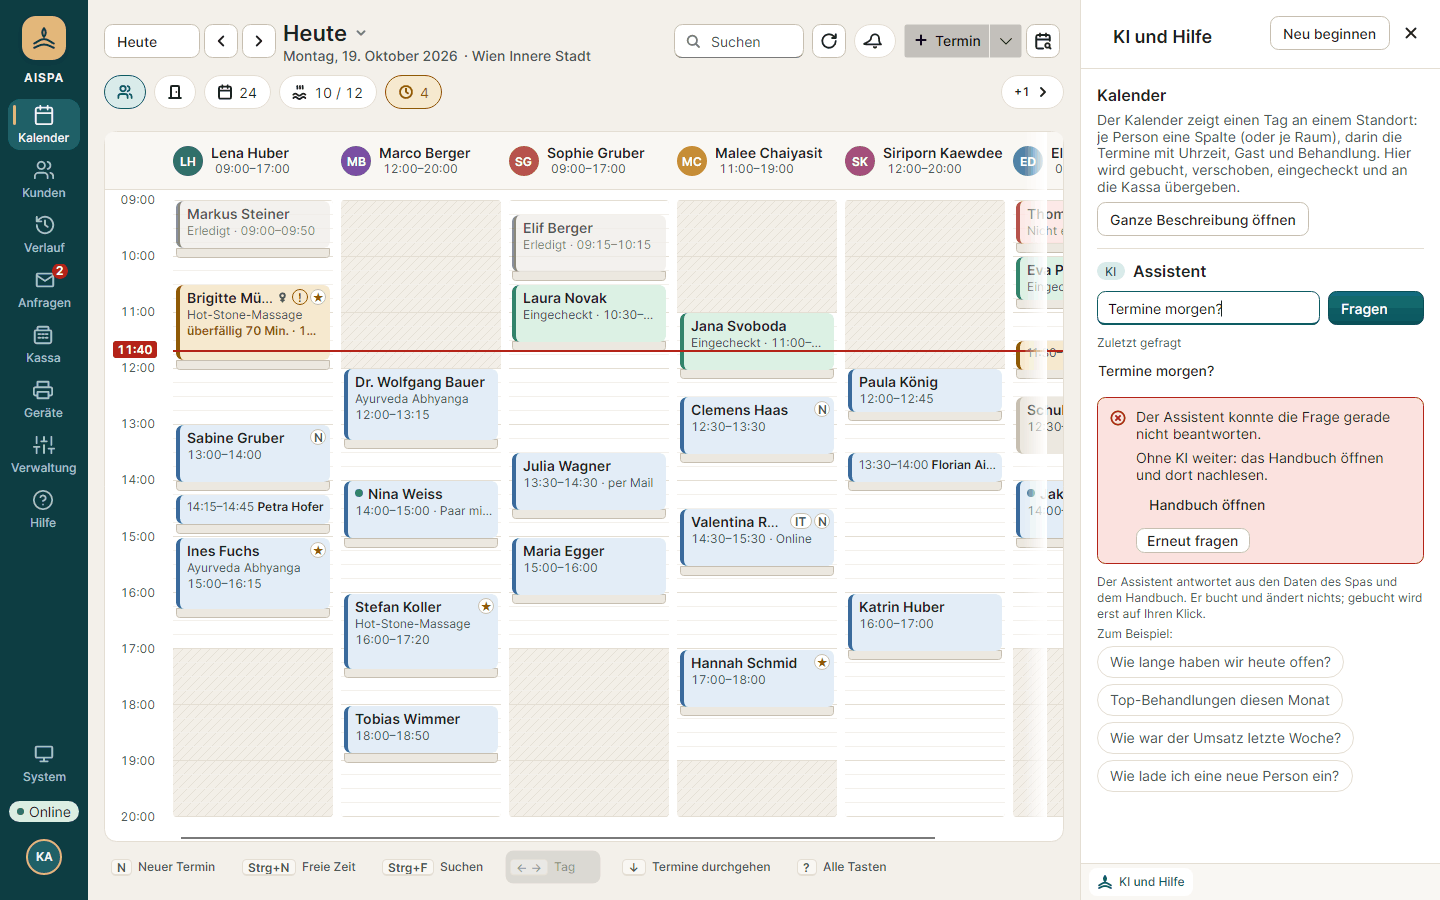 AISPA
Kalender
Kunden
Verlauf
Anfragen
2
Kassa
Geräte
Verwaltung
Hilfe
System
Online
KA
Heute
Heute
Montag, 19. Oktober 2026 · Wien Innere Stadt
Suchen
+ Termin
24
10 / 12
4
+1
LH Lena Huber
09:00–17:00
MB Marco Berger
12:00–20:00
SG Sophie Gruber
09:00–17:00
MC Malee Chaiyasit
11:00–19:00
SK Siriporn Kaewdee
12:00–20:00
ED
09:00
10:00
11:00
11:40
12:00
13:00
14:00
15:00
16:00
17:00
18:00
19:00
20:00
Markus Steiner
Erledigt · 09:00–09:50
Brigitte Mü...
Hot-Stone-Massage
überfällig 70 Min. · 1...
Sabine Gruber N
13:00–14:00
14:15–14:45 Petra Hofer
Ines Fuchs
Ayurveda Abhyanga
15:00–16:15
Dr. Wolfgang Bauer
Ayurveda Abhyanga
12:00–13:15
Nina Weiss
14:00–15:00 · Paar mi...
Stefan Koller
Hot-Stone-Massage
16:00–17:20
Tobias Wimmer
18:00–18:50
Elif Berger
Erledigt · 09:15–10:15
Laura Novak
Eingecheckt · 10:30–...
Julia Wagner
13:30–14:30 · per Mail
Maria Egger
15:00–16:00
Jana Svoboda
Eingecheckt · 11:00–...
Clemens Haas N
12:30–13:30
Valentina R... IT N
14:30–15:30 · Online
Hannah Schmid
17:00–18:00
Paula König
12:00–12:45
13:30–14:00 Florian Ai...
Katrin Huber
16:00–17:00
Eva P
N Neuer Termin
Strg+N Freie Zeit
Strg+F Suchen
← → Tag
↓ Termine durchgehen
? Alle Tasten
KI und Hilfe
Neu beginnen
Kalender
Der Kalender zeigt einen Tag an einem Standort:
je Person eine Spalte (oder je Raum), darin die
Termine mit Uhrzeit, Gast und Behandlung. Hier
wird gebucht, verschoben, eingecheckt und an
die Kassa übergeben.
Ganze Beschreibung öffnen
KI Assistent
Termine morgen?
Fragen
Zuletzt gefragt
Termine morgen?
Der Assistent konnte die Frage gerade
nicht beantworten.
Ohne KI weiter: das Handbuch öffnen
und dort nachlesen.
Handbuch öffnen
Erneut fragen
Der Assistent antwortet aus den Daten des Spas und
dem Handbuch. Er bucht und ändert nichts; gebucht wird
erst auf Ihren Klick.
Zum Beispiel:
Wie lange haben wir heute offen?
Top-Behandlungen diesen Monat
Wie war der Umsatz letzte Woche?
Wie lade ich eine neue Person ein?
KI und Hilfe